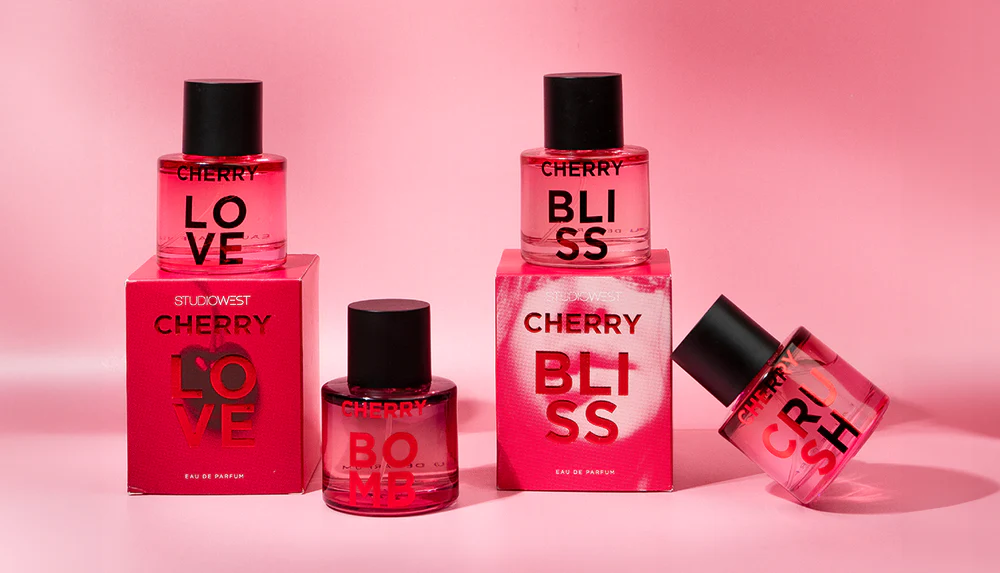 CHERRY
LO
VE
STUDIOWEST
CHERRY
LO
VE
EAU DE PARFUM
CHERRY
BO
MB
CHERRY
BLI
SS
STUDIOWEST
CHERRY
BLI
SS
EAU DE PARFUM
CHERRY
CRU
SH